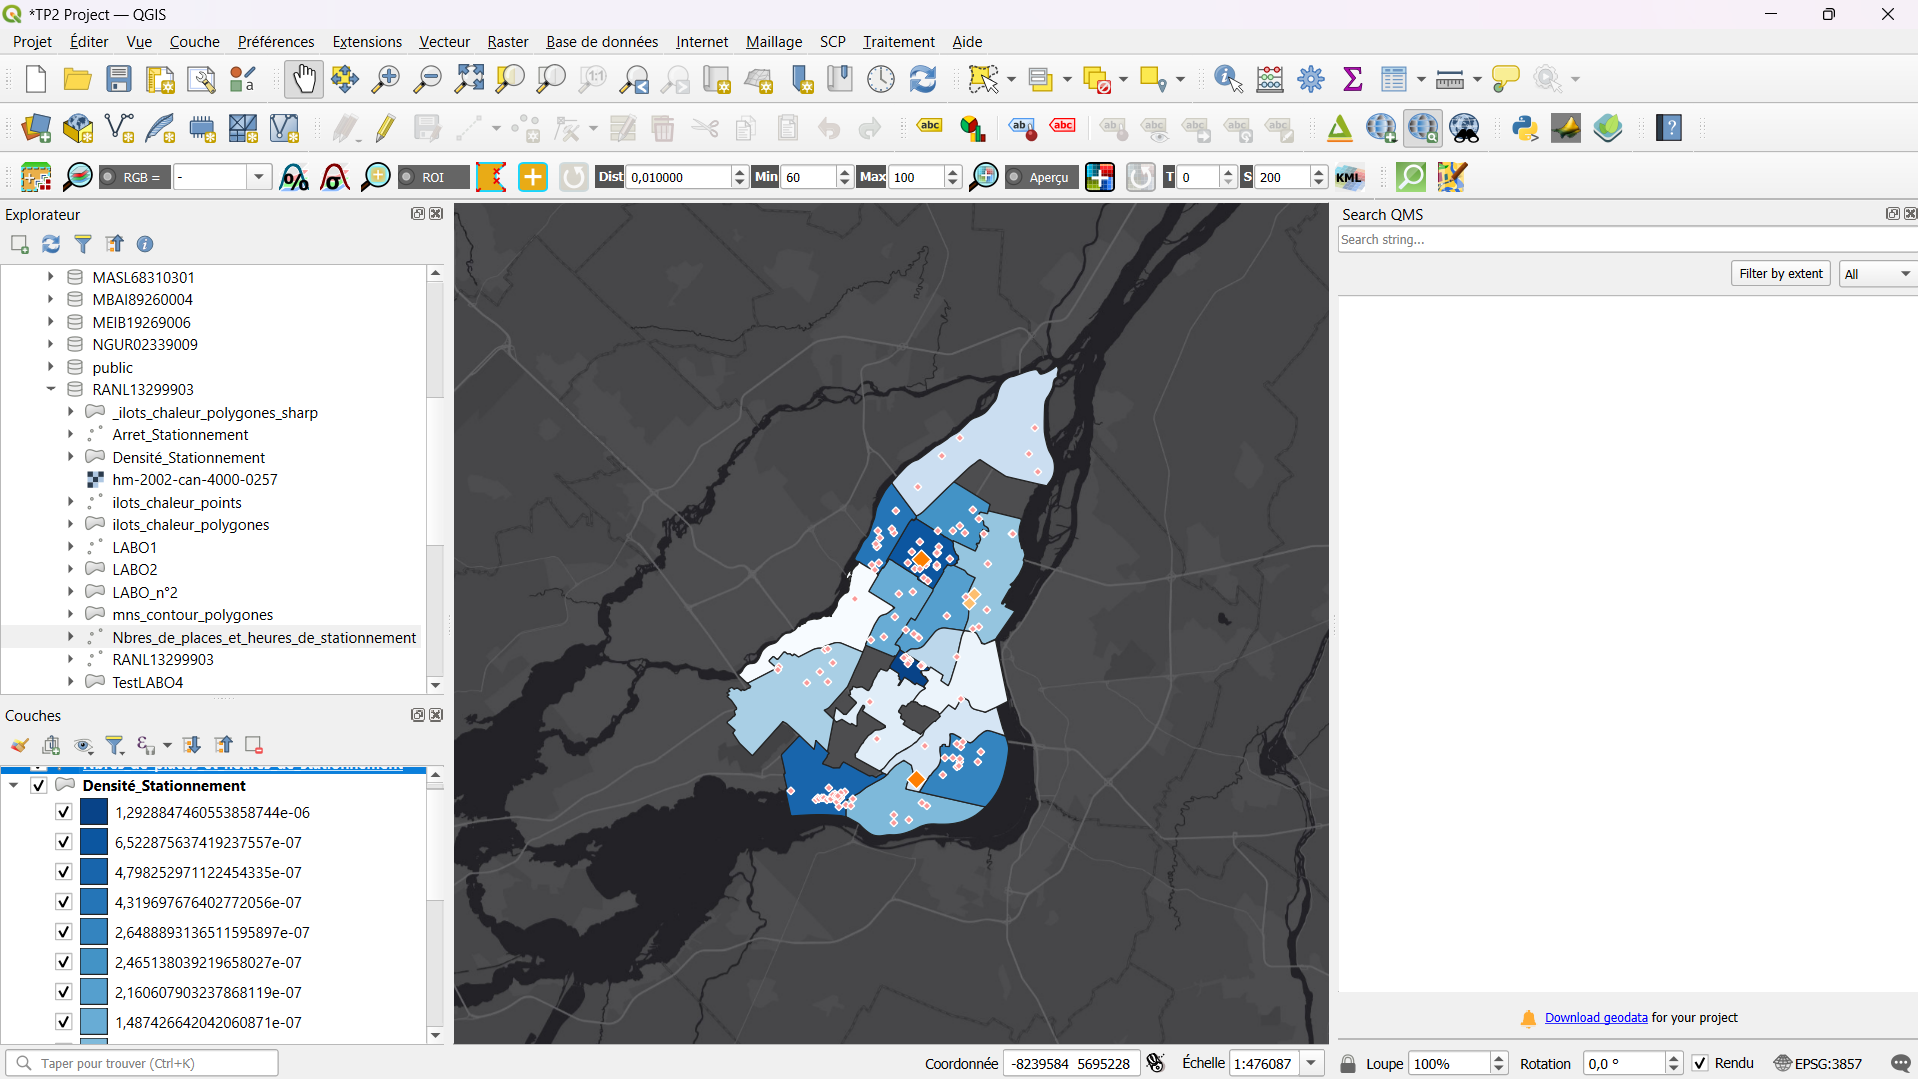 *TP2 Project — QGIS
Projet Éditer Vue Couche Préférences Extensions Vecteur Raster Base de données Internet Maillage SCP Traitement Aide
RGB = - ROI Dist 0,010000 Min 60 Max 100 Aperçu T 0 S 200 KML
Explorateur
MASL68310301
MBAI89260004
MEIB19269006
NGUR02339009
public
RANL13299903
_ilots_chaleur_polygones_sharp
Arret_Stationnement
Densité_Stationnement
hm-2002-can-4000-0257
ilots_chaleur_points
ilots_chaleur_polygones
LABO1
LABO2
LABO_n°2
mns_contour_polygones
Nbres_de_places_et_heures_de_stationnement
RANL13299903
TestLABO4
Couches
Densité_Stationnement
1,2928847460553858744e-06
6,522875637419237557e-07
4,798252971122454335e-07
4,319697676402772056e-07
2,6488893136511595897e-07
2,465138039219658027e-07
2,160607903237868119e-07
1,487426642042060871e-07
Search QMS
Search string...
Filter by extent All
Download geodata for your project
Taper pour trouver (Ctrl+K)
Coordonnée -8239584 5695228 Échelle 1:476087 Loupe 100% Rotation 0,0 ° Rendu EPSG:3857